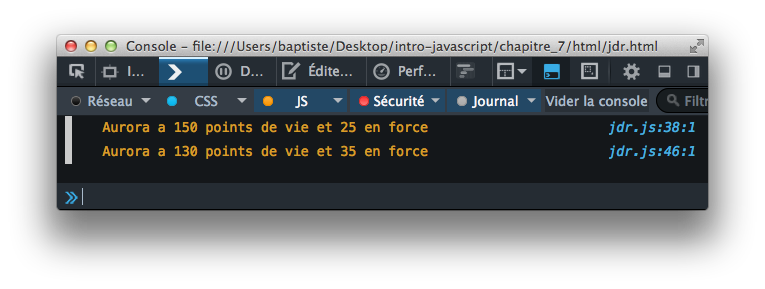 Console - file:///Users/baptiste/Desktop/intro-javascript/chapitre_7/html/jdr.html
I... D... Édite... Perf...
Réseau CSS JS Sécurité Journal Vider la console Filtr
Aurora a 150 points de vie et 25 en force jdr.js:38:1
Aurora a 130 points de vie et 35 en force jdr.js:46:1